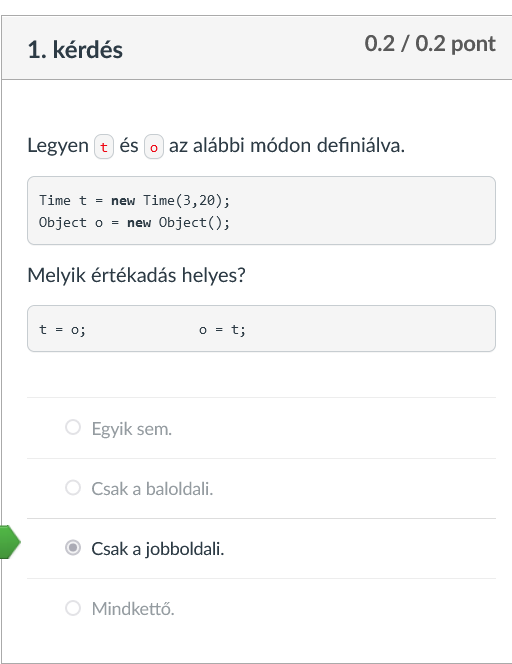 1. kérdés
0.2 / 0.2 pont
Legyen t és o az alábbi módon definiálva.
Time t = new Time(3,20);
Object o = new Object();
Melyik értékadás helyes?
t = o; o = t;
Egyik sem.
Csak a baloldali.
Csak a jobboldali.
Mindkettő.